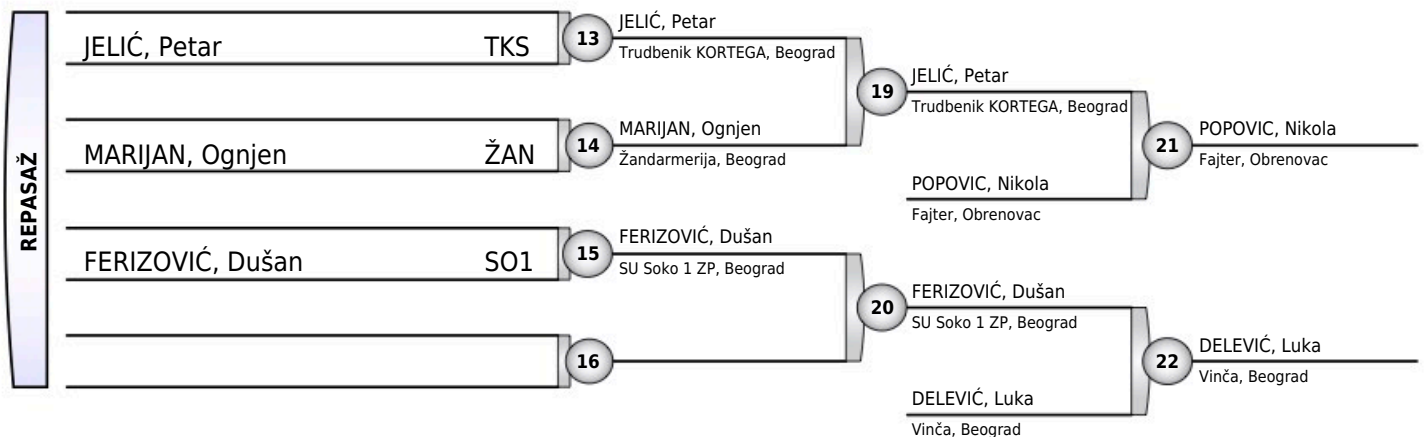 REPASAŽ
JELIĆ, Petar TKS
13
JELIĆ, Petar
Trudbenik KORTEGA, Beograd
MARIJAN, Ognjen ŽAN
14
MARIJAN, Ognjen
Žandarmerija, Beograd
19
JELIĆ, Petar
Trudbenik KORTEGA, Beograd
POPOVIC, Nikola
Fajter, Obrenovac
21
POPOVIC, Nikola
Fajter, Obrenovac
FERIZOVIĆ, Dušan SO1
15
FERIZOVIĆ, Dušan
SU Soko 1 ZP, Beograd
16
20
FERIZOVIĆ, Dušan
SU Soko 1 ZP, Beograd
DELEVIĆ, Luka
Vinča, Beograd
22
DELEVIĆ, Luka
Vinča, Beograd